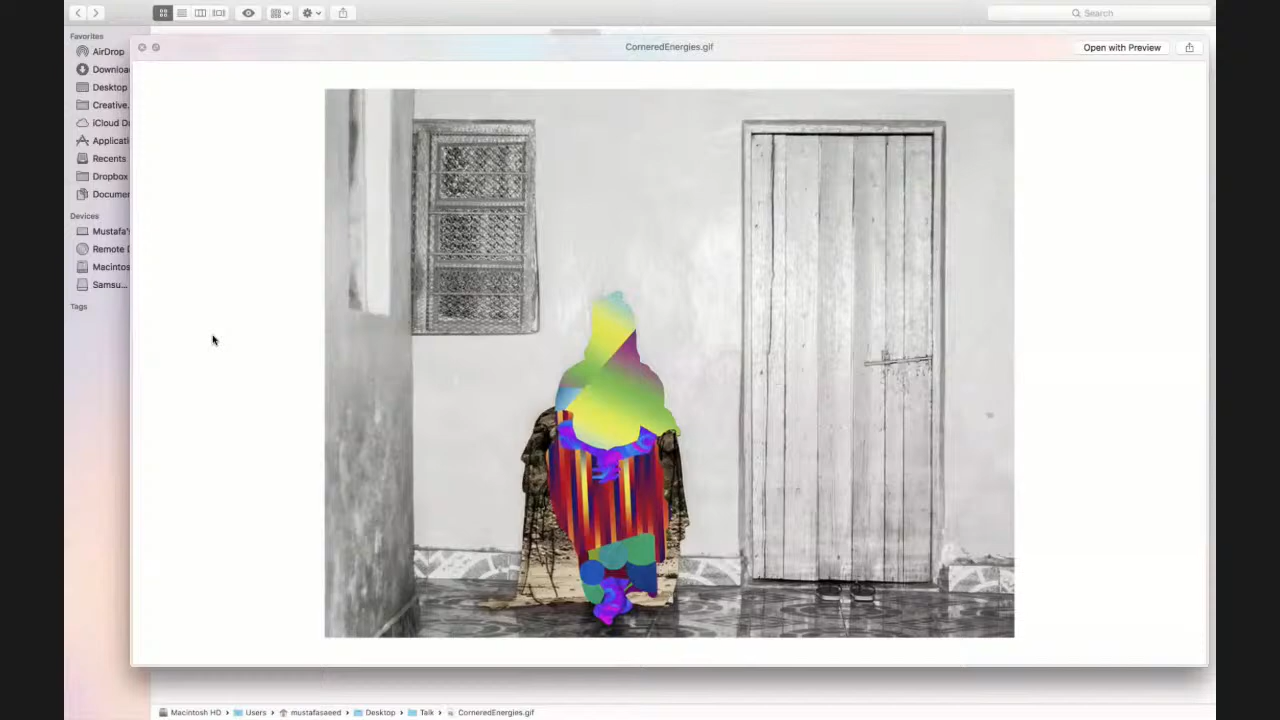 Search
Favorites
AirDrop
Downloa
Desktop
Creative.
iCloud Dr
Applicati
Recents
Dropbox
Documen
Devices
Mustafa's
Remote D
Macintos
Samsu...
Tags
CorneredEnergies.gif
Open with Preview
Macintosh HD › Users › mustafasaeed › Desktop › Talk › CorneredEnergies.gif